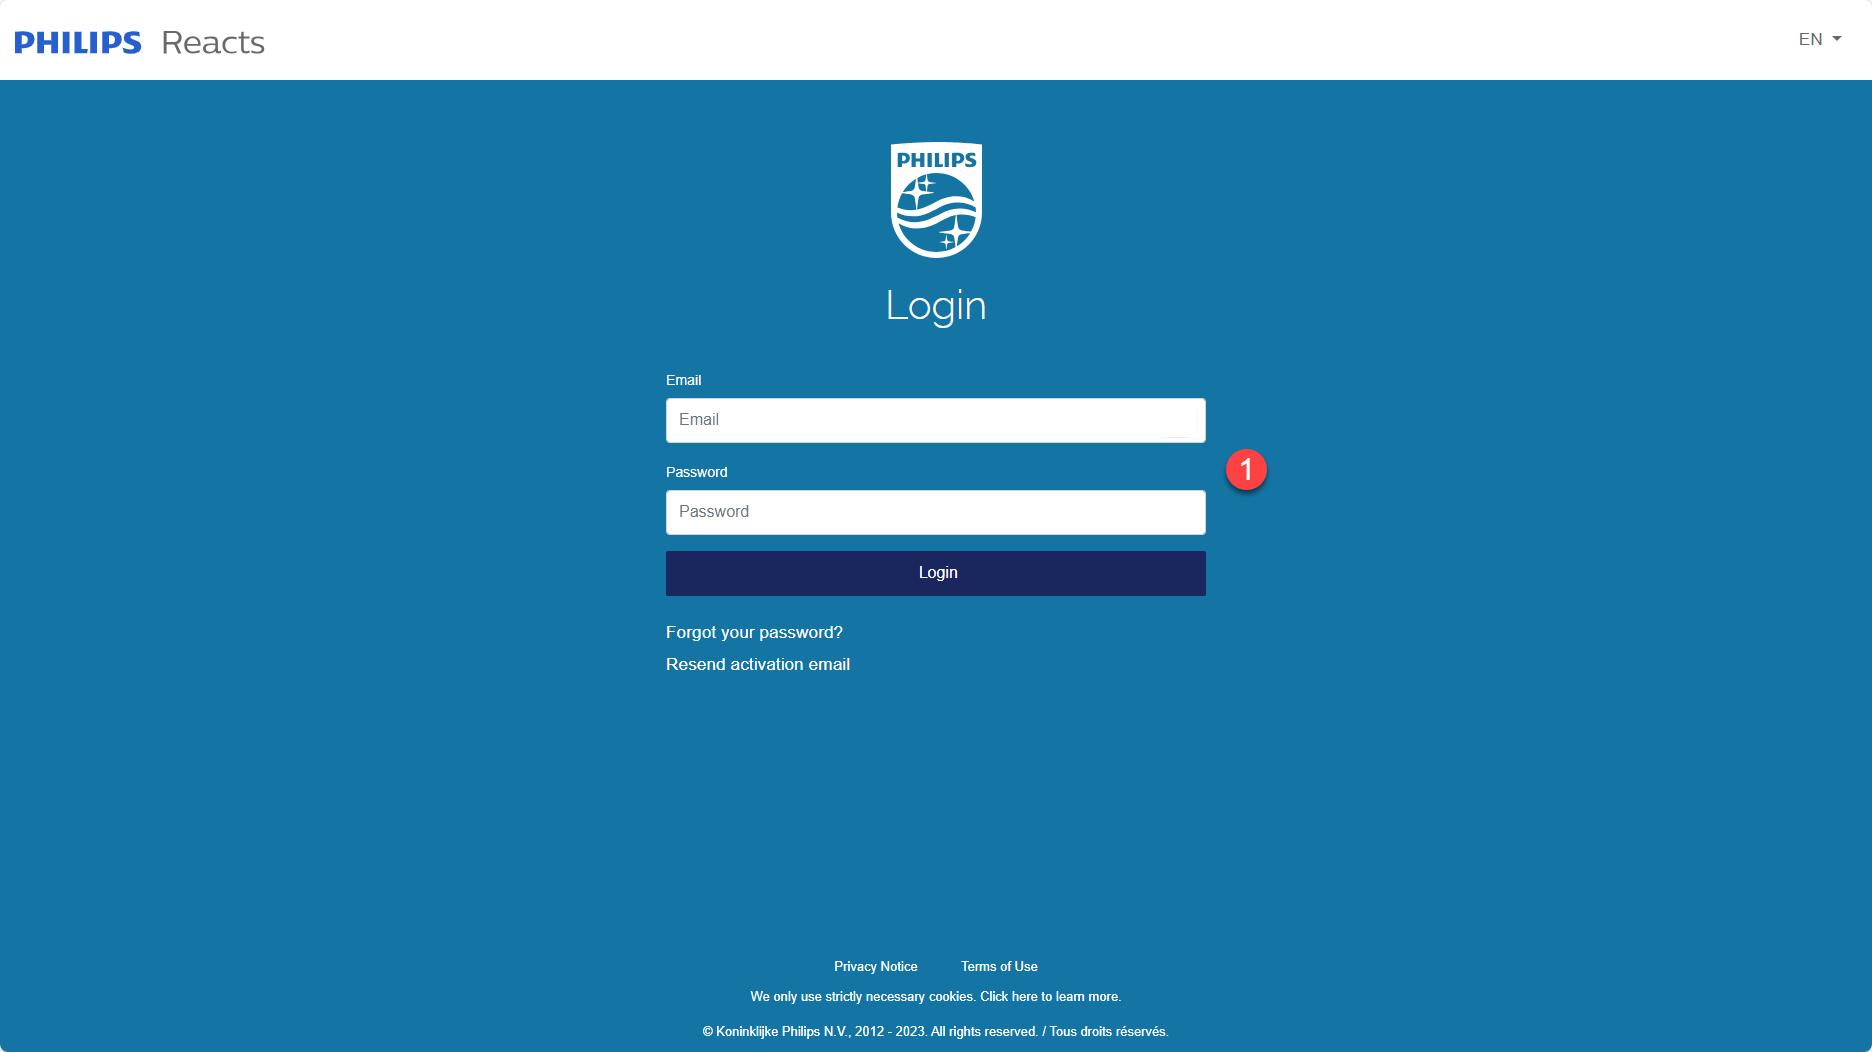 PHILIPS Reacts
EN
PHILIPS
Login
Email
Email
1
Password
Password
Login
Forgot your password?
Resend activation email
Privacy Notice Terms of Use
We only use strictly necessary cookies. Click here to learn more.
© Koninklijke Philips N.V., 2012 - 2023. All rights reserved. / Tous droits réservés.